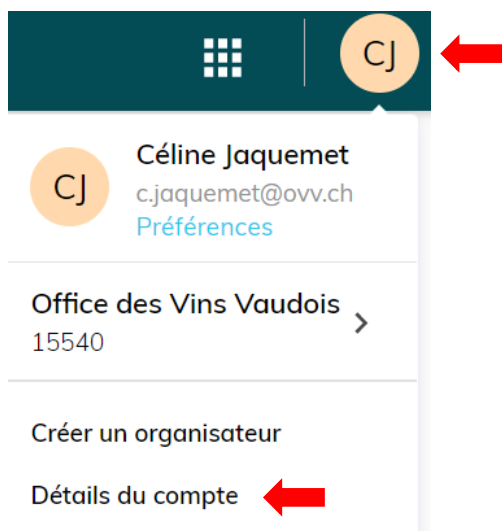 CJ
CJ
Céline Jaquemet
c.jaquemet@ovv.ch
Préférences
Office des Vins Vaudois
15540
Créer un organisateur
Détails du compte